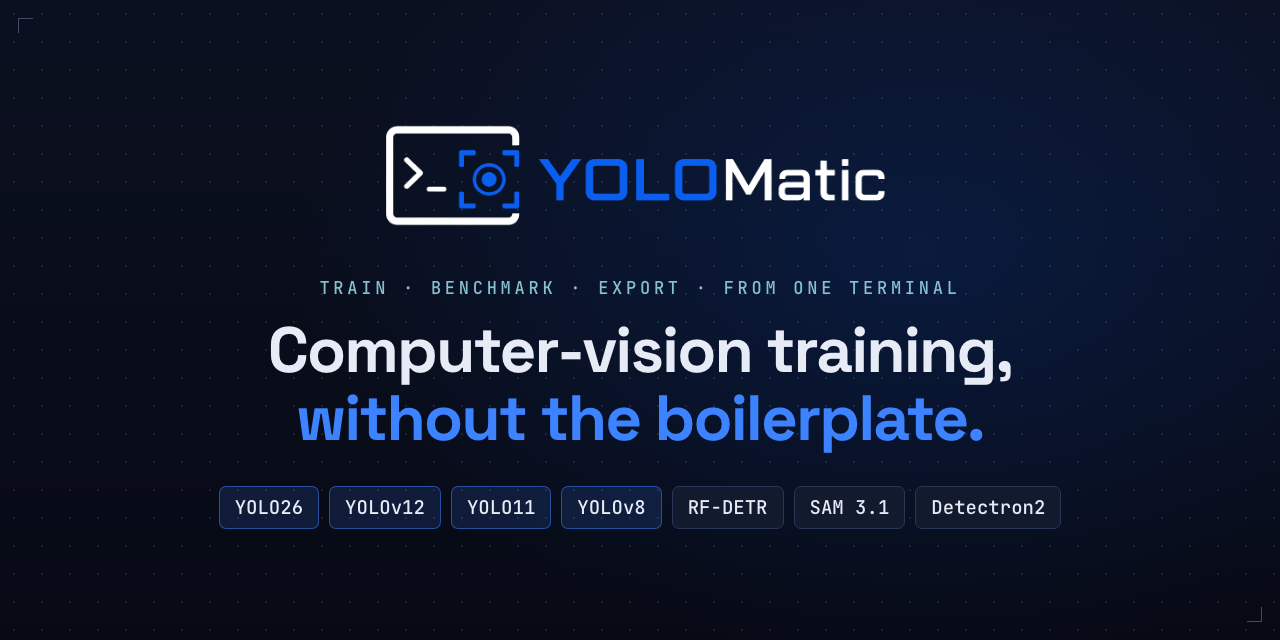 >_ YOLOMatic
TRAIN · BENCHMARK · EXPORT · FROM ONE TERMINAL
Computer-vision training,
without the boilerplate.
YOLO26 YOLOv12 YOLO11 YOLOv8 RF-DETR SAM 3.1 Detectron2